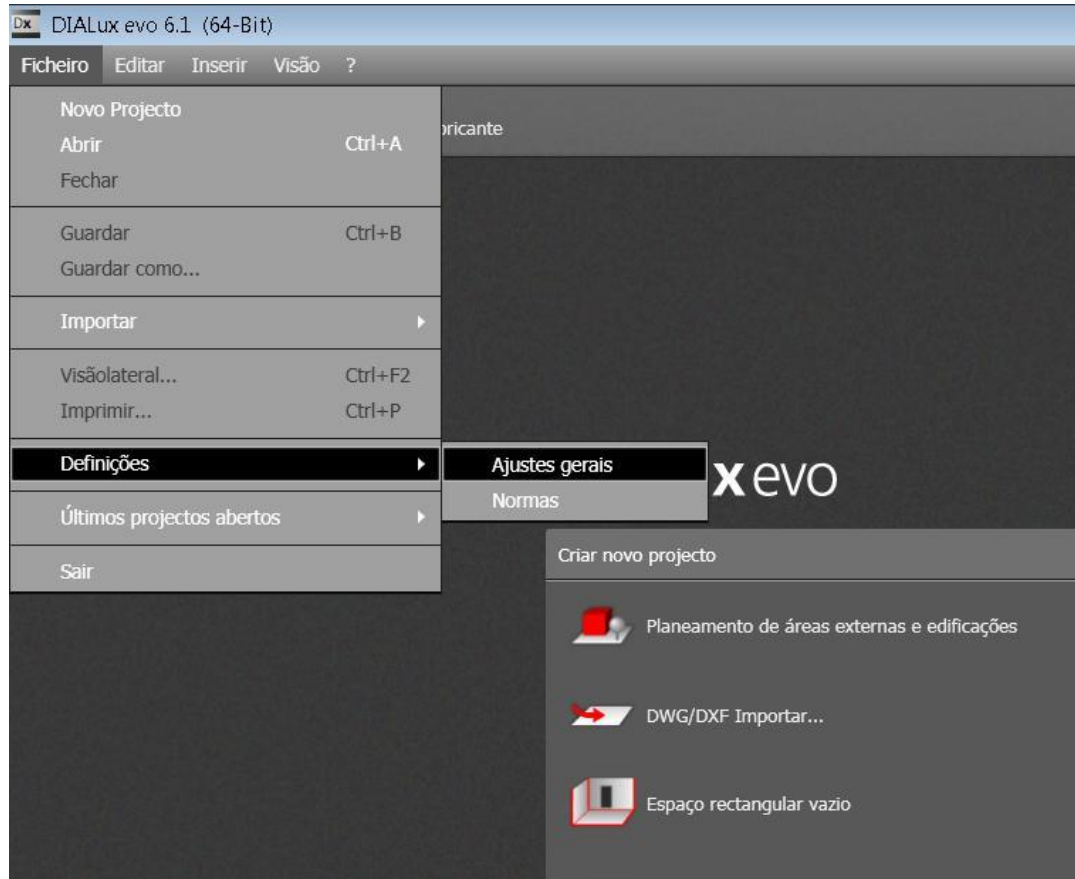 Dx DIALux evo 6.1 (64-Bit)
Ficheiro Editar Inserir Visão ?
Novo Projecto
Abrir Ctrl+A
Fechar
Guardar Ctrl+B
Guardar como...
Importar
Visãolateral... Ctrl+F2
Imprimir... Ctrl+P
Definições
Últimos projectos abertos
Sair
Ajustes gerais
Normas
bricante
x evo
Criar novo projecto
Planeamento de áreas externas e edificações
DWG/DXF Importar...
Espaço rectangular vazio